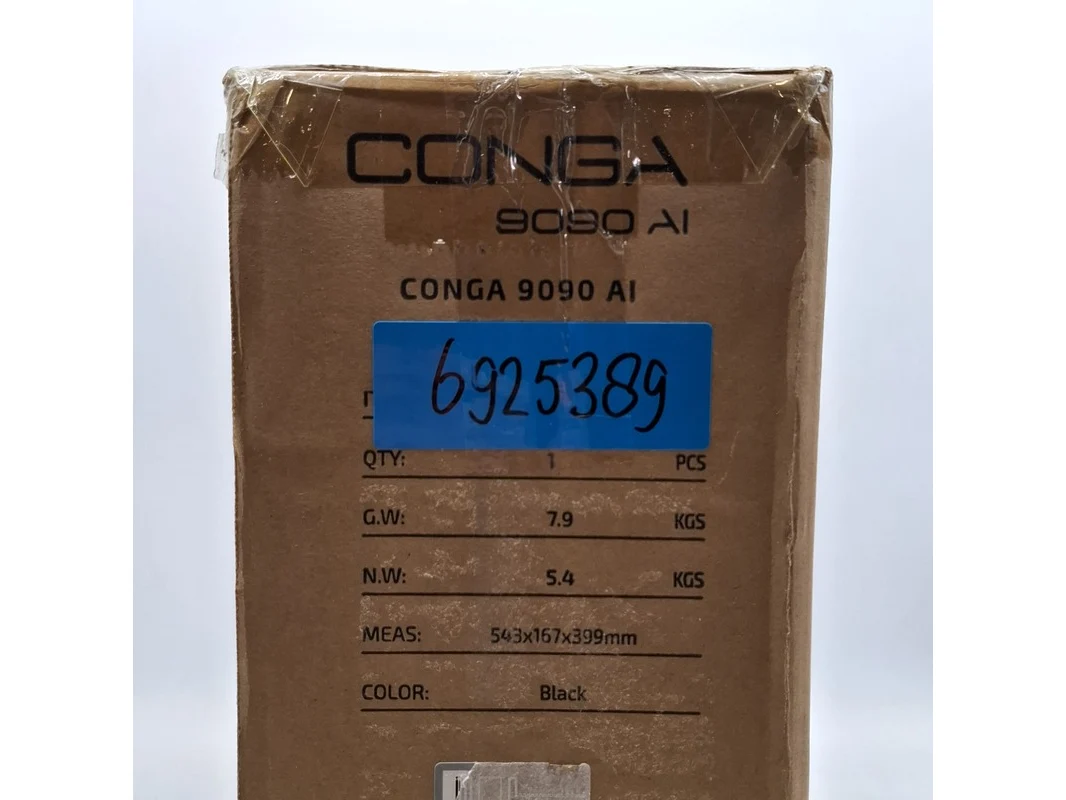 CONGA
9090 AI
CONGA 9090 AI
6925389
QTY: 1 PCS
G.W: 7.9 KGS
N.W: 5.4 KGS
MEAS: 543x167x399mm
COLOR: Black